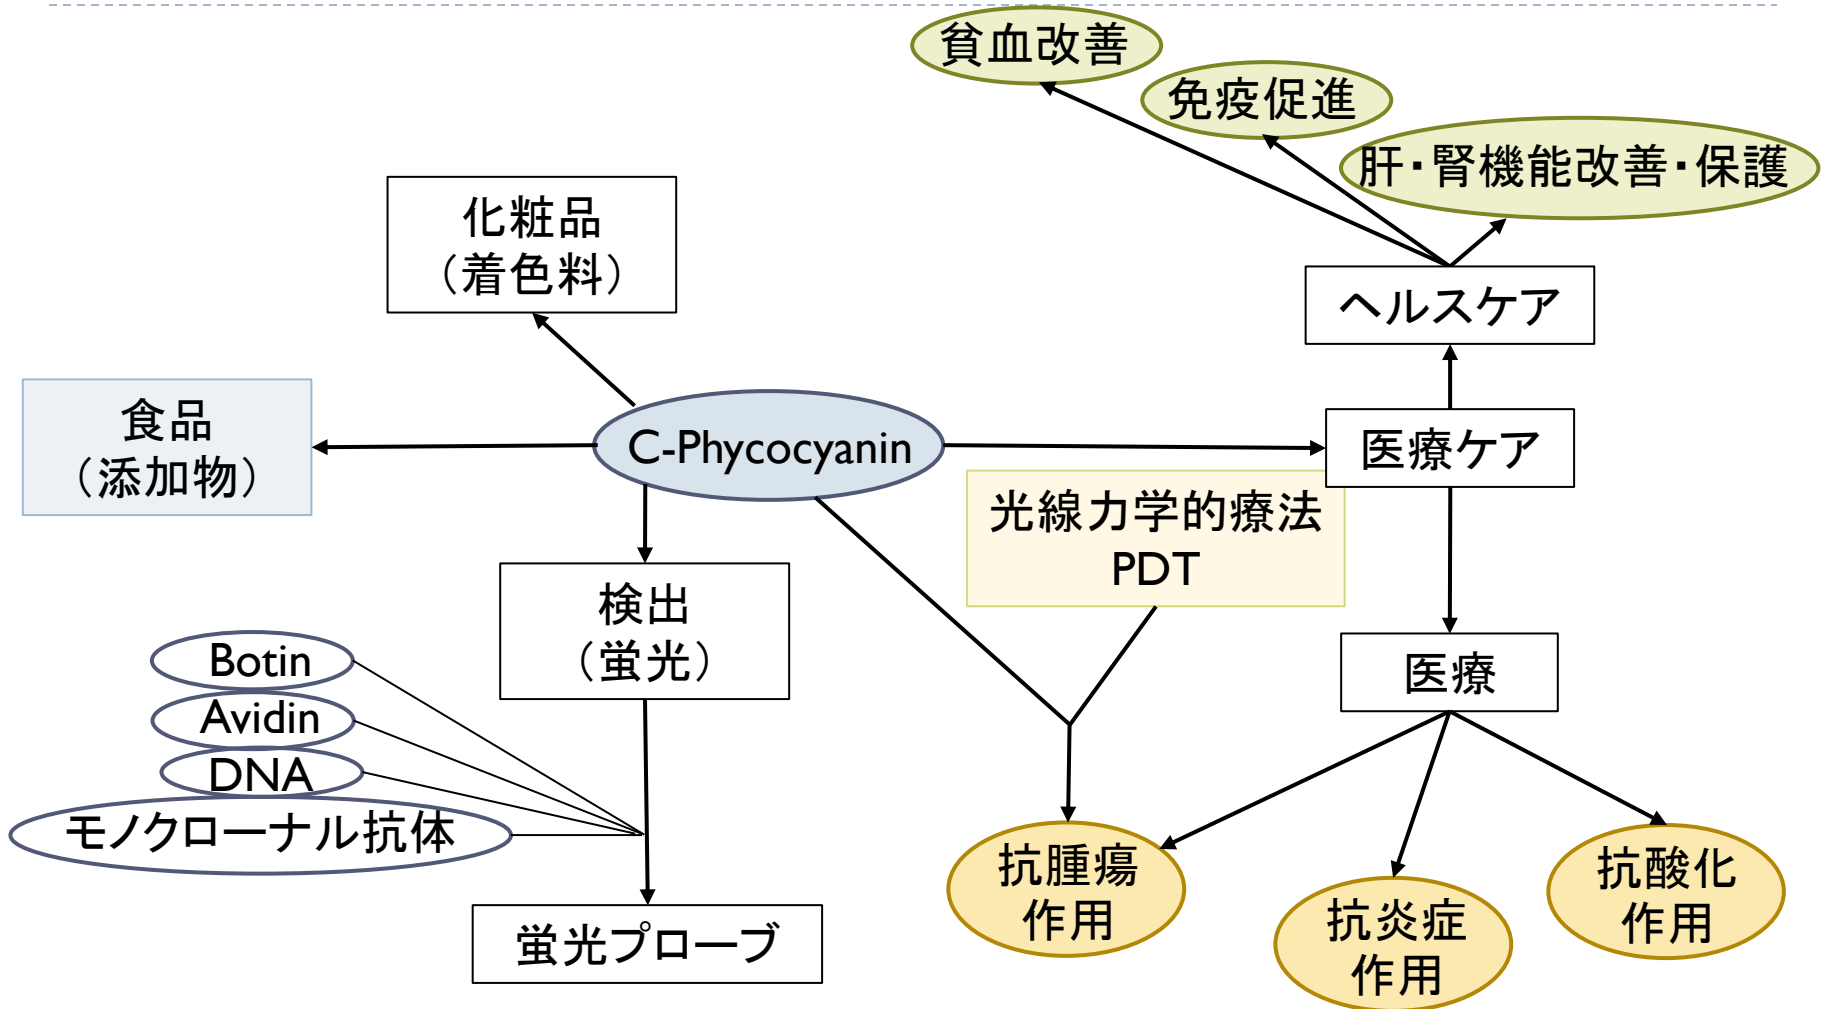 貧血改善
免疫促進
肝・腎機能改善・保護
化粧品
（着色料）
ヘルスケア
食品
（添加物）
C-Phycocyanin
医療ケア
光線力学的療法
PDT
検出
（蛍光）
Botin
Avidin
DNA
モノクローナル抗体
医療
蛍光プローブ
抗腫瘍
作用
抗炎症
作用
抗酸化
作用